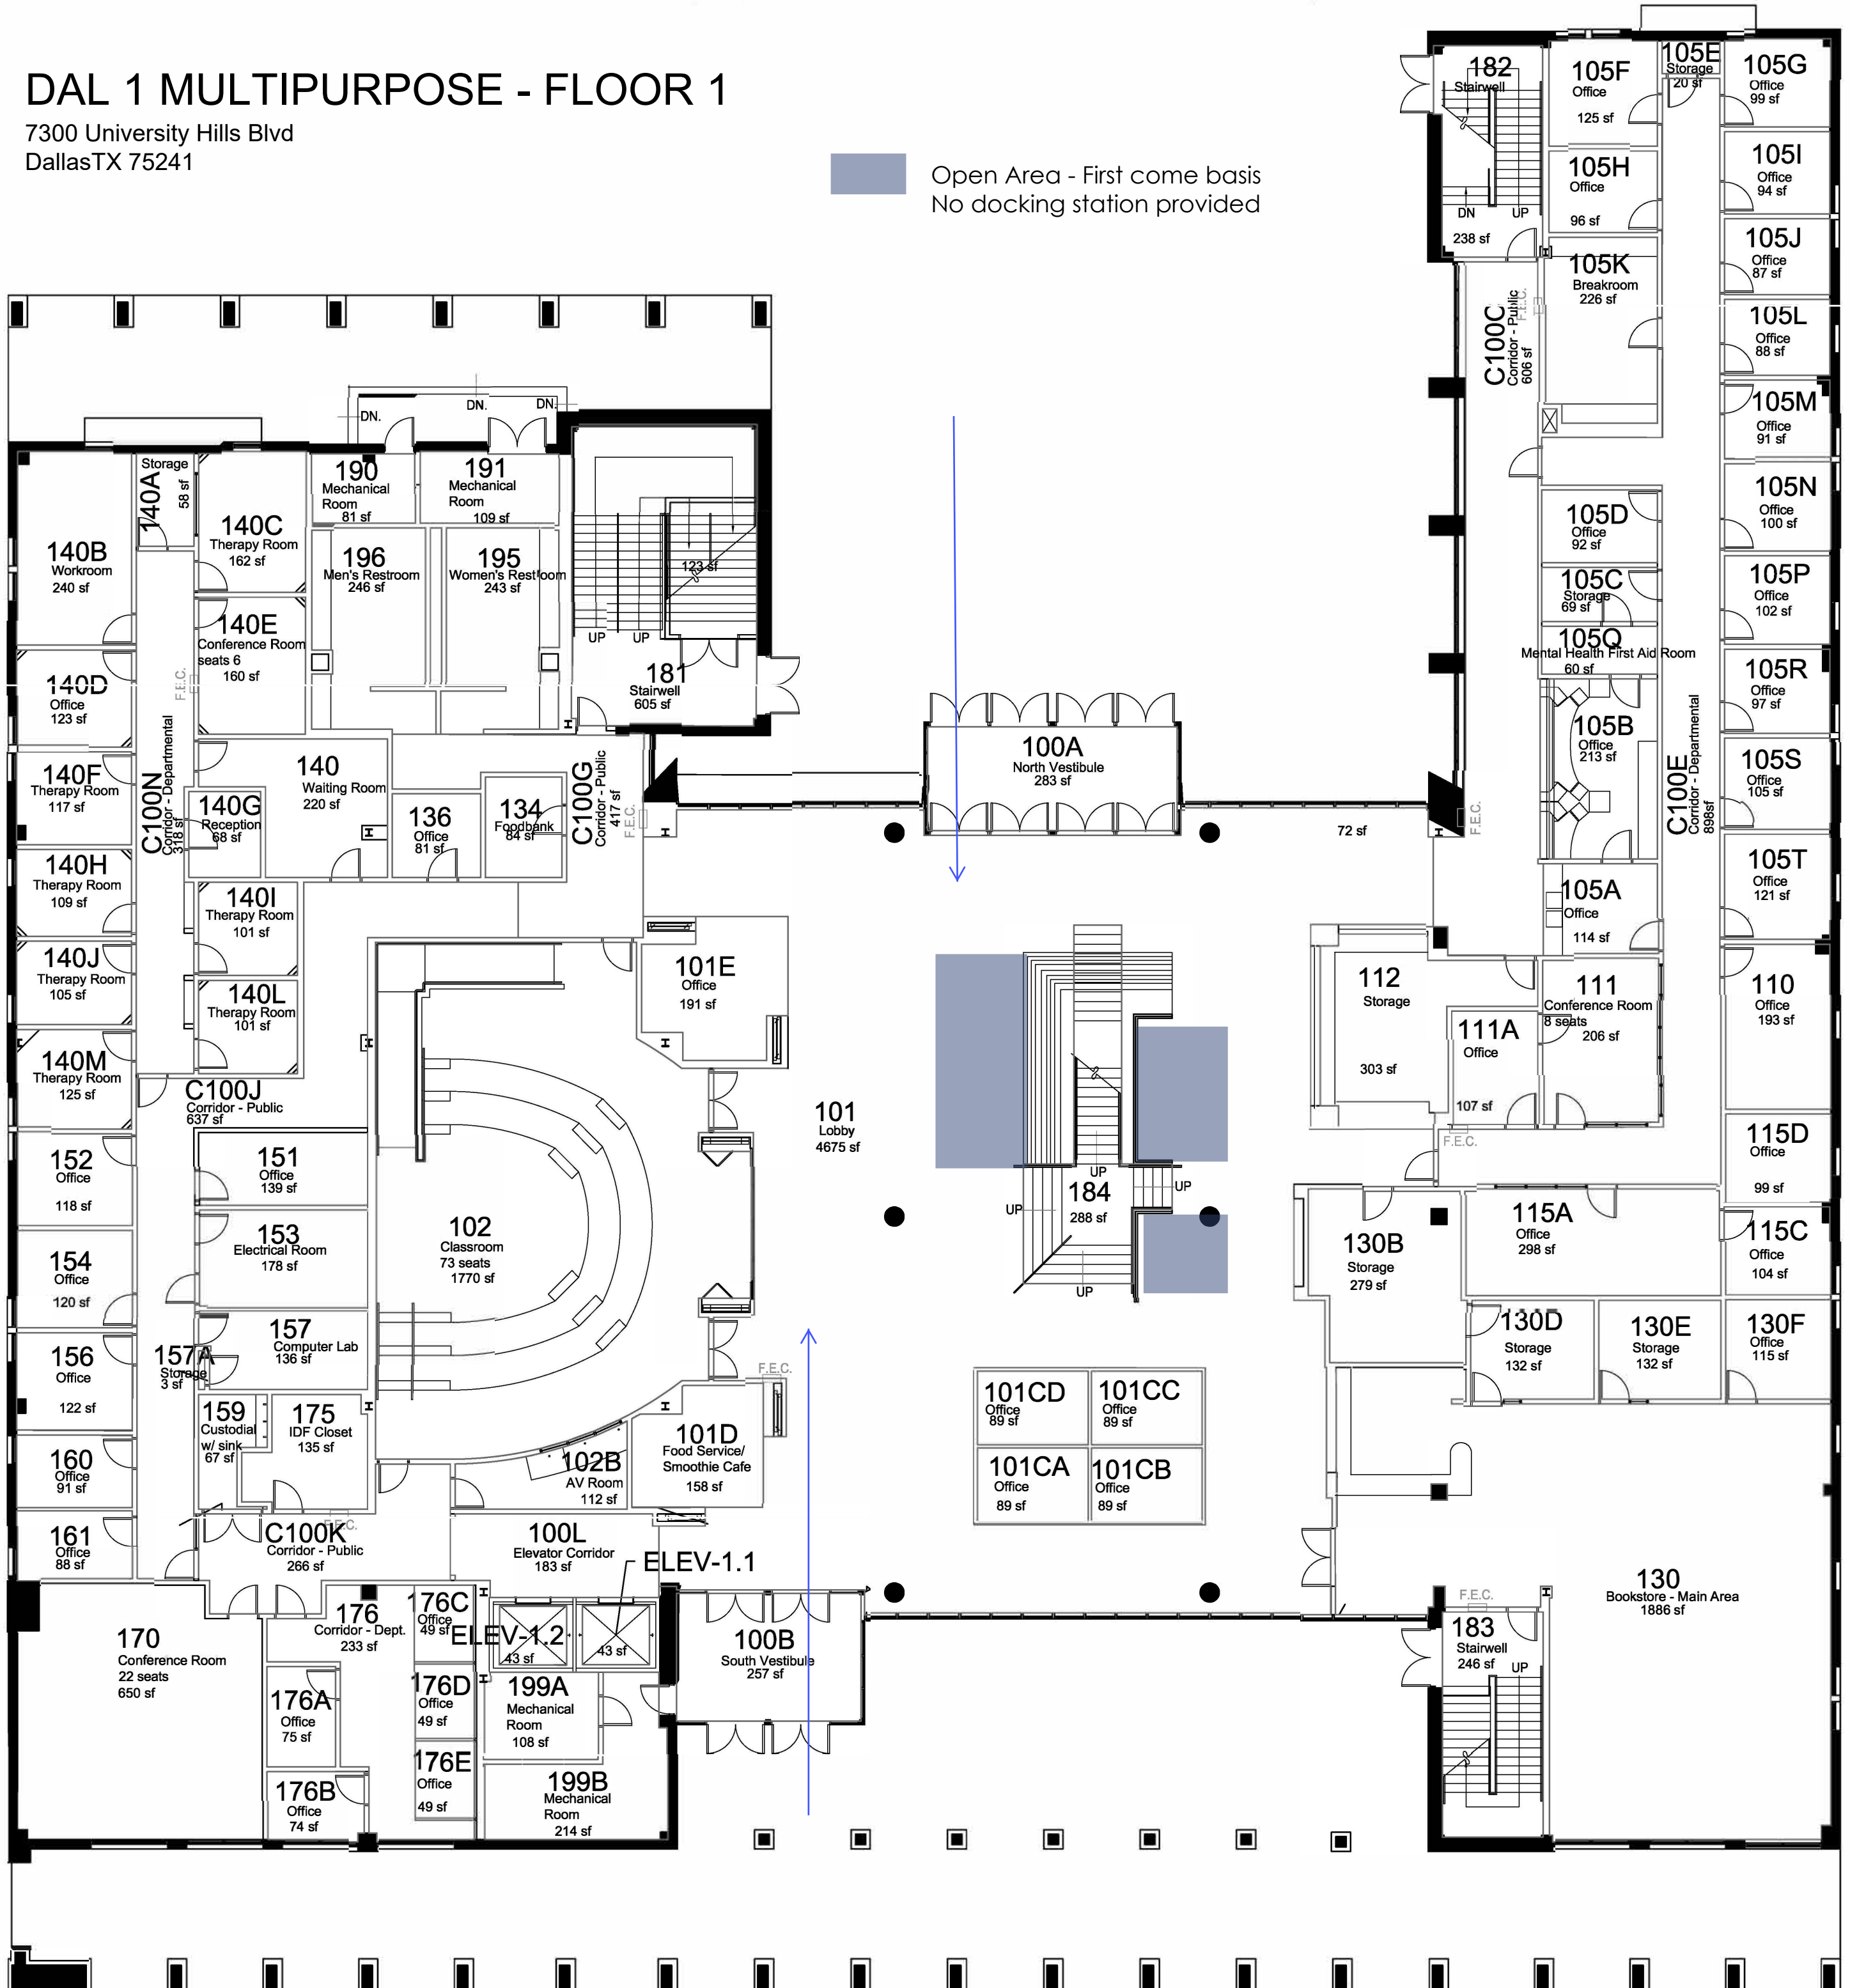 DAL 1 MULTIPURPOSE - FLOOR 1
7300 University Hills Blvd
DallasTX 75241
Open Area - First come basis
No docking station provided
182
Stairwell
DN
UP
238 sf
105F
Office
125 sf
105E
Storage
20 sf
105G
Office
99 sf
105H
Office
96 sf
105I
Office
94 sf
105K
Breakroom
226 sf
105J
Office
87 sf
C100C
Corridor - Public
606 sf
F.E.C.
105L
Office
88 sf
105M
Office
91 sf
105N
Office
100 sf
105D
Office
92 sf
105C
Storage
69 sf
105P
Office
102 sf
105Q
Mental Health First Aid Room
60 sf
105R
Office
97 sf
105B
Office
213 sf
C100E
Corridor - Departmental
898sf
105S
Office
105 sf
F.E.C.
72 sf
105T
Office
121 sf
105A
Office
114 sf
DN.
DN.
DN.
140B
Workroom
240 sf
Storage
140A
58 sf
140C
Therapy Room
162 sf
190
Mechanical
Room
81 sf
191
Mechanical
Room
109 sf
196
Men's Restroom
246 sf
195
Women's Restroom
243 sf
123 sf
UP
UP
181
Stairwell
605 sf
140E
Conference Room
seats 6
160 sf
140D
Office
123 sf
F.E.C.
C100N
Corridor - Departmental
318 sf
140
Waiting Room
220 sf
140F
Therapy Room
117 sf
140G
Reception
68 sf
136
Office
81 sf
134
Foodbank
84 sf
C100G
Corridor - Public
417 sf
F.E.C.
100A
North Vestibule
283 sf
140H
Therapy Room
109 sf
140I
Therapy Room
101 sf
140J
Therapy Room
105 sf
140L
Therapy Room
101 sf
140M
Therapy Room
125 sf
C100J
Corridor - Public
637 sf
101E
Office
191 sf
101
Lobby
4675 sf
112
Storage
303 sf
111
Conference Room
8 seats
206 sf
111A
Office
107 sf
110
Office
193 sf
F.E.C.
152
Office
118 sf
151
Office
139 sf
153
Electrical Room
178 sf
154
Office
120 sf
102
Classroom
73 seats
1770 sf
UP
UP
184
288 sf
UP
UP
115D
Office
99 sf
115A
Office
298 sf
115C
Office
104 sf
130B
Storage
279 sf
130D
Storage
132 sf
130E
Storage
132 sf
130F
Office
115 sf
156
Office
122 sf
157A
Storage
3 sf
157
Computer Lab
136 sf
159
Custodial
w/ sink
67 sf
175
IDF Closet
135 sf
F.E.C.
160
Office
91 sf
161
Office
88 sf
C100K
Corridor - Public
266 sf
F.E.C.
101D
Food Service/
Smoothie Cafe
158 sf
102B
AV Room
112 sf
101CD
Office
89 sf
101CC
Office
89 sf
101CA
Office
89 sf
101CB
Office
89 sf
100L
Elevator Corridor
183 sf
ELEV-1.1
ELEV-1.2
43 sf
43 sf
170
Conference Room
22 seats
650 sf
176
Corridor - Dept.
233 sf
176C
Office
49 sf
176A
Office
75 sf
176D
Office
49 sf
176B
Office
74 sf
176E
Office
49 sf
199A
Mechanical
Room
108 sf
199B
Mechanical
Room
214 sf
100B
South Vestibule
257 sf
F.E.C.
183
Stairwell
246 sf
UP
130
Bookstore - Main Area
1886 sf